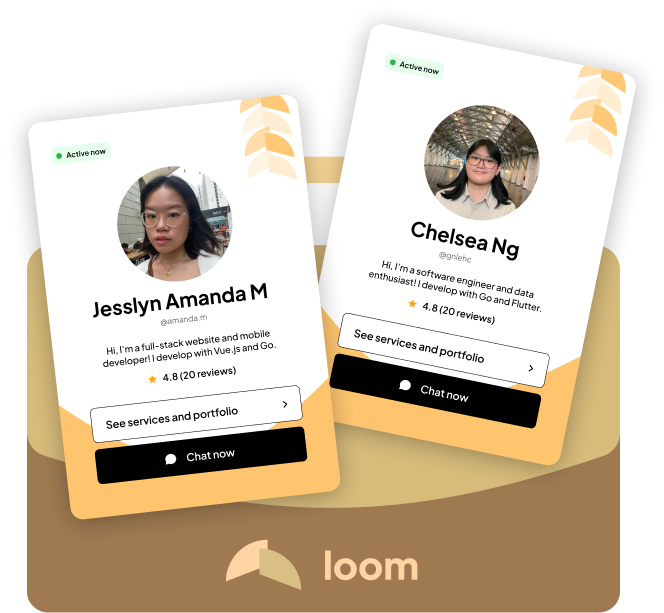 Active now
Jesslyn Amanda M
@amanda.m
Hi, I'm a full-stack website and mobile
developer! I develop with Vue.js and Go.
4.8 (20 reviews)
See services and portfolio
Chat now
Active now
Chelsea Ng
@gnlehc
Hi, I'm a software engineer and data
enthusiast! I develop with Go and Flutter.
4.8 (20 reviews)
See services and portfolio
Chat now
loom